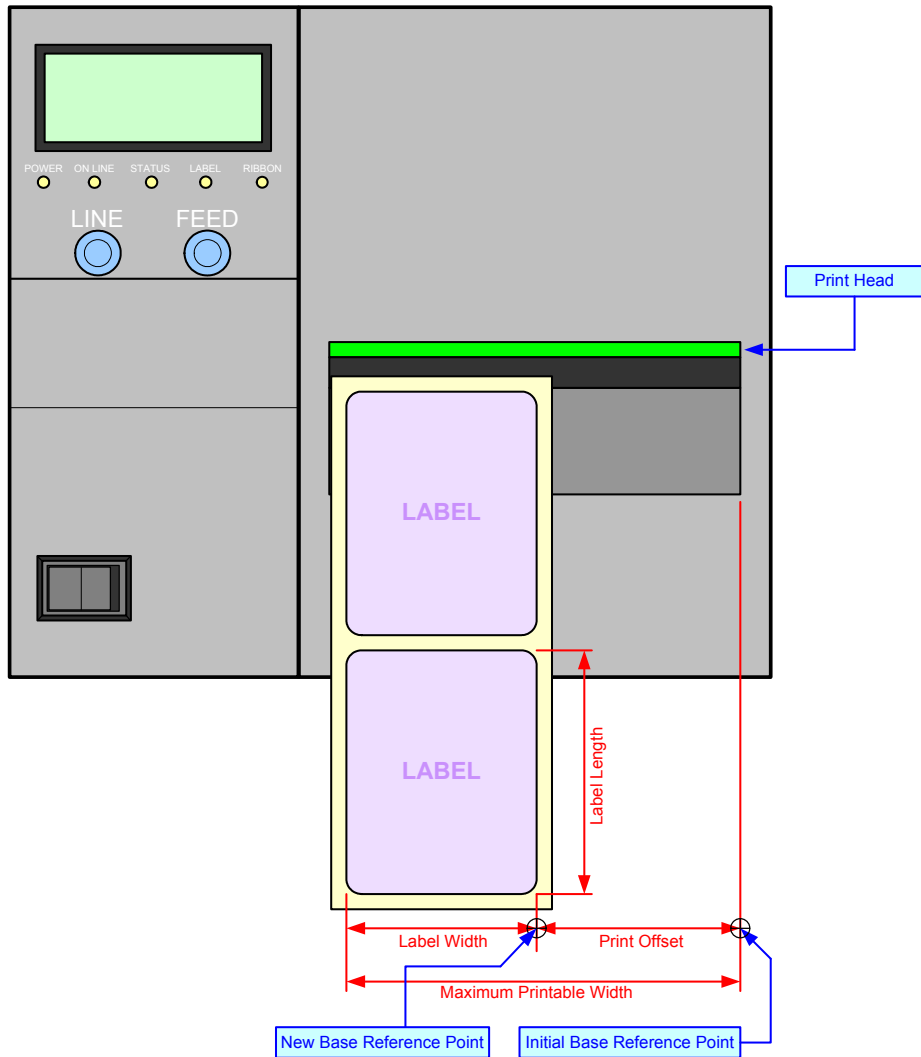 POWER ON LINE STATUS LABEL RIBBON
LINE FEED
Print Head
LABEL
LABEL
Label Length
Label Width Print Offset
Maximum Printable Width
New Base Reference Point Initial Base Reference Point